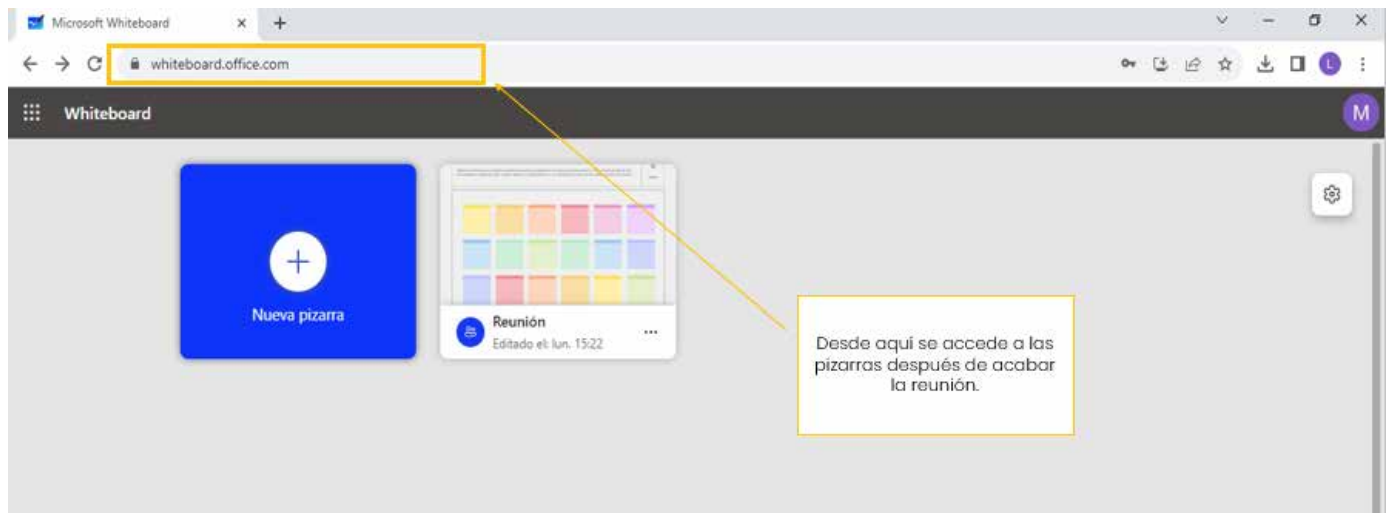 Microsoft Whiteboard
whiteboard.office.com
L
Whiteboard
M
Nueva pizarra
Reunión
Editado el: lun. 15:22
Desde aquí se accede a las
pizarras después de acabar
la reunión.